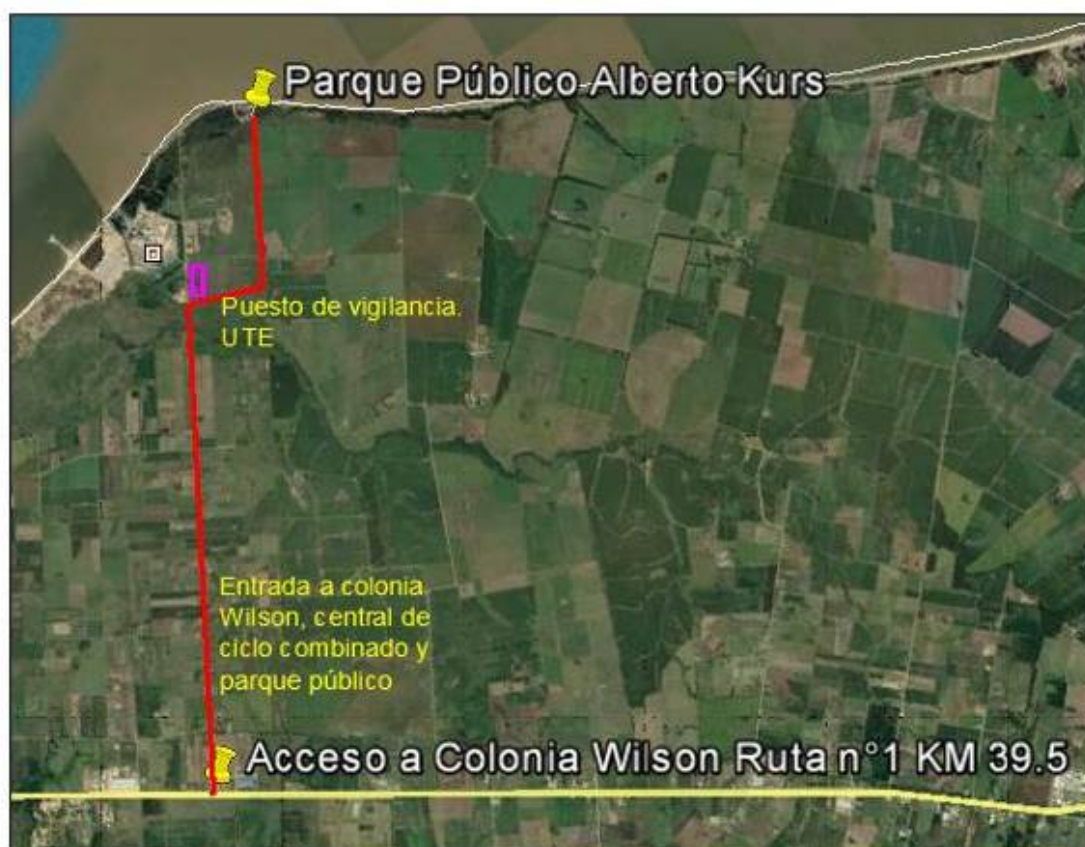 Parque Público Alberto Kurs
Puesto de vigilancia.
UTE
Entrada a colonia
Wilson, central de
ciclo combinado y
parque público
Acceso a Colonia Wilson Ruta n°1 KM 39.5